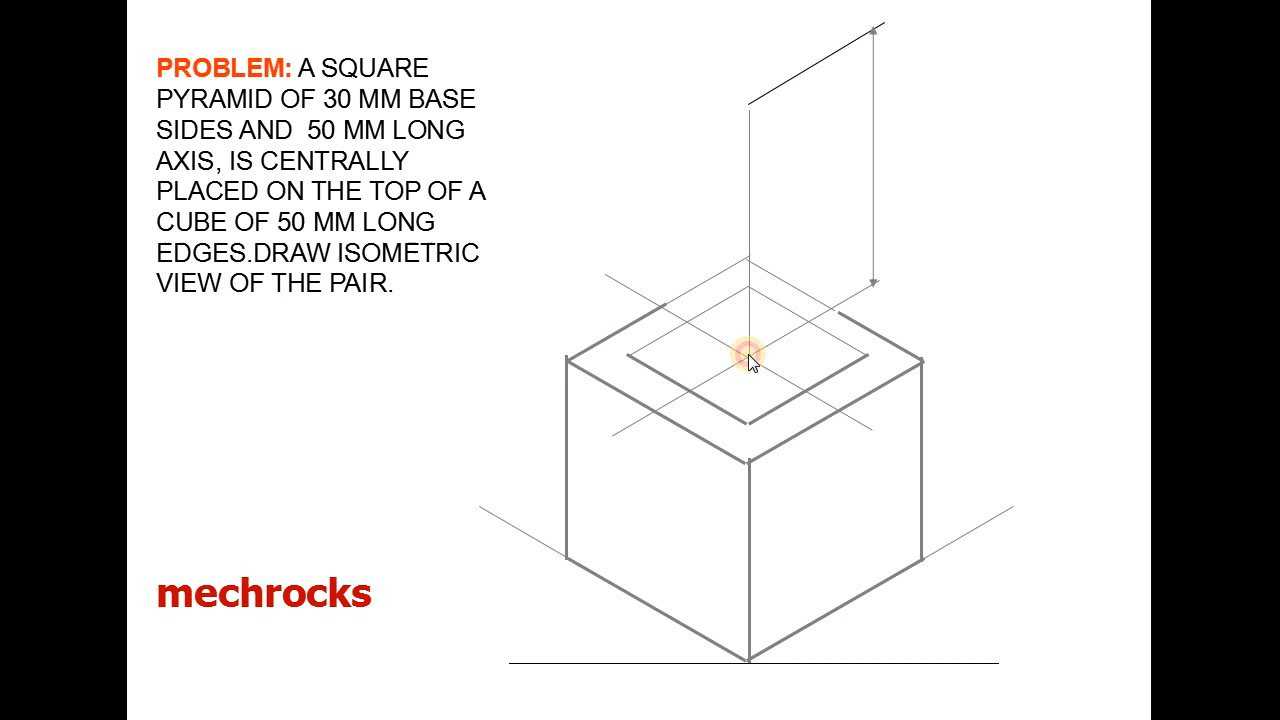 PROBLEM: A SQUARE
PYRAMID OF 30 MM BASE
SIDES AND  50 MM LONG
AXIS, IS CENTRALLY
PLACED ON THE TOP OF A
CUBE OF 50 MM LONG
EDGES.DRAW ISOMETRIC
VIEW OF THE PAIR.
mechrocks